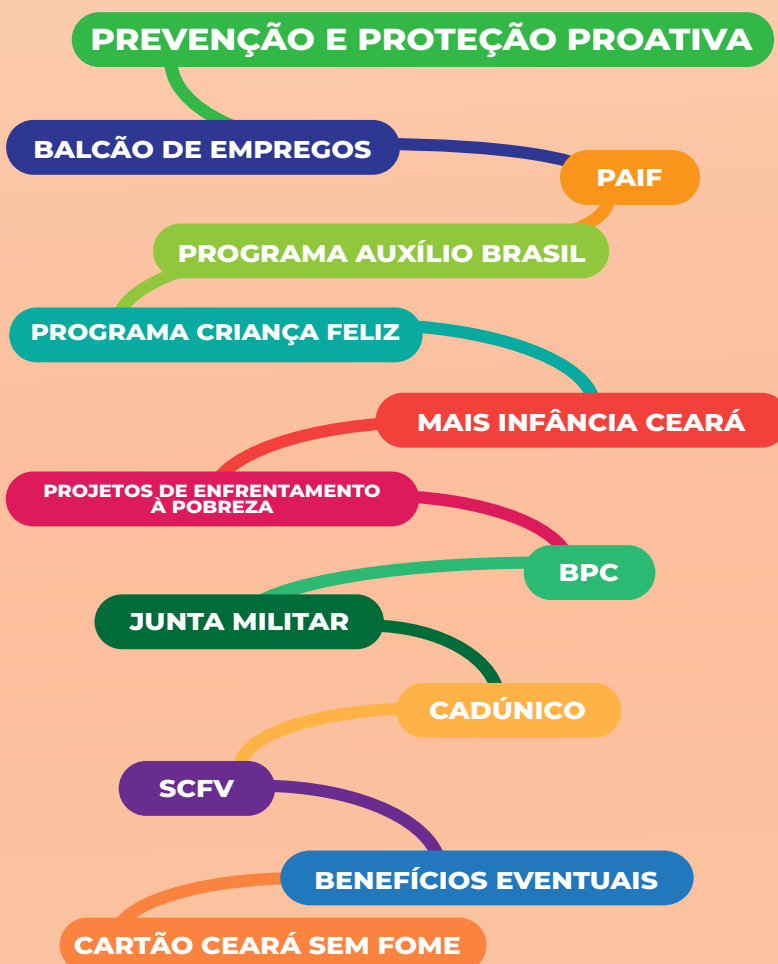 PREVENÇÃO E PROTEÇÃO PROATIVA
BALCÃO DE EMPREGOS
PAIF
PROGRAMA AUXÍLIO BRASIL
PROGRAMA CRIANÇA FELIZ
MAIS INFÂNCIA CEARÁ
PROJETOS DE ENFRENTAMENTO
À POBREZA
BPC
JUNTA MILITAR
CADÚNICO
SCFV
BENEFÍCIOS EVENTUAIS
CARTÃO CEARÁ SEM FOME